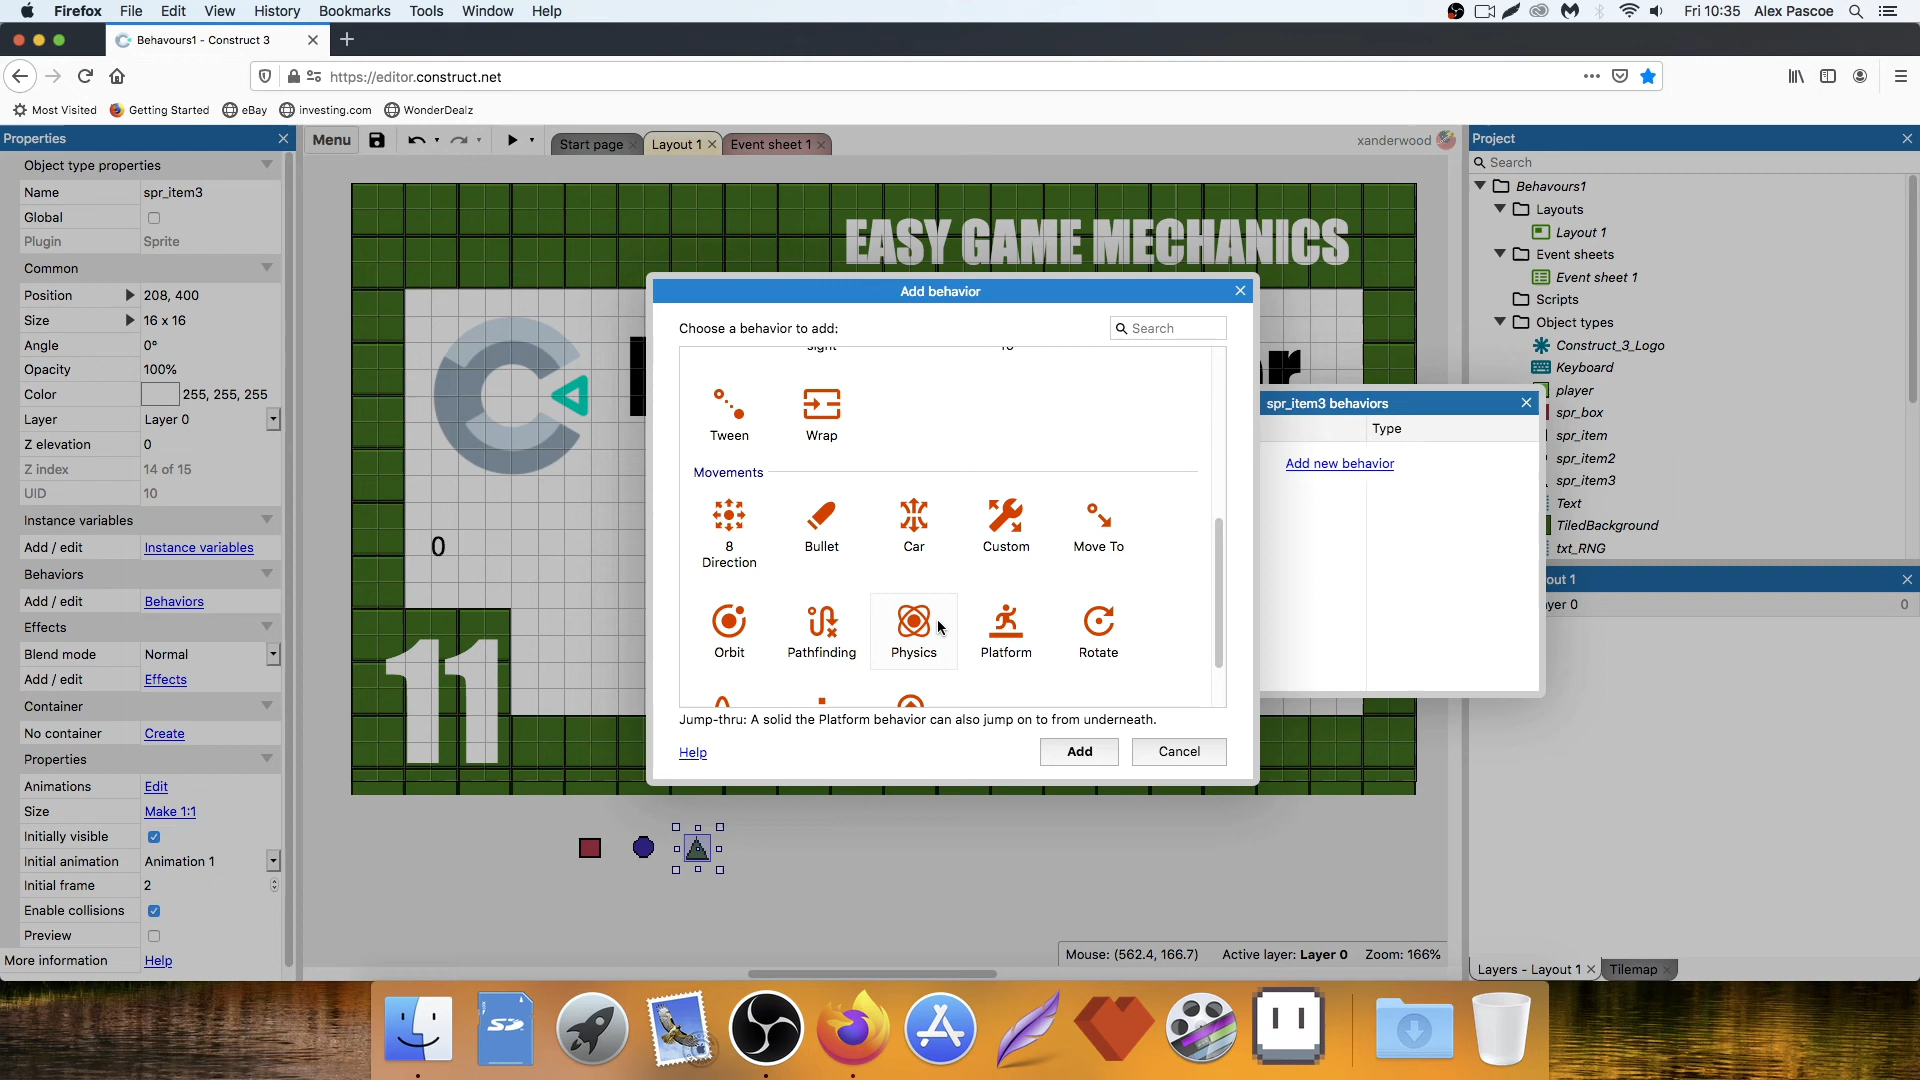 Firefox File Edit View History Bookmarks Tools Window Help
Fri 10:35 Alex Pascoe
Behavours1 - Construct 3
https://editor.construct.net
Most Visited Getting Started eBay investing.com WonderDealz
Properties
Object type properties
Name spr_item3
Global
Plugin Sprite
Common
Position 208, 400
Size 16 x 16
Angle 0°
Opacity 100%
Color 255, 255, 255
Layer Layer 0
Z elevation 0
Z index 14 of 15
UID 10
Instance variables
Add / edit Instance variables
Behaviors
Add / edit Behaviors
Effects
Blend mode Normal
Add / edit Effects
Container
No container Create
Properties
Animations Edit
Size Make 1:1
Initially visible
Initial animation Animation 1
Initial frame 2
Enable collisions
Preview
More information Help
Menu
Start page Layout 1 Event sheet 1
xanderwood
EASY GAME MECHANICS
0
11
Add behavior
Choose a behavior to add:
Search
sight
To
Tween Wrap
Movements
8 Direction
Bullet
Car
Custom
Move To
Orbit
Pathfinding
Physics
Platform
Rotate
Jump-thru: A solid the Platform behavior can also jump on to from underneath.
Help
Add Cancel
spr_item3 behaviors
Type
Add new behavior
Mouse: (562.4, 166.7) Active layer: Layer 0 Zoom: 166%
Project
Search
Behavours1
Layouts
Layout 1
Event sheets
Event sheet 1
Scripts
Object types
Construct_3_Logo
Keyboard
player
spr_box
spr_item
spr_item2
spr_item3
Text
TiledBackground
txt_RNG
out 1
yer 0 0
Layers - Layout 1 Tilemap
SD